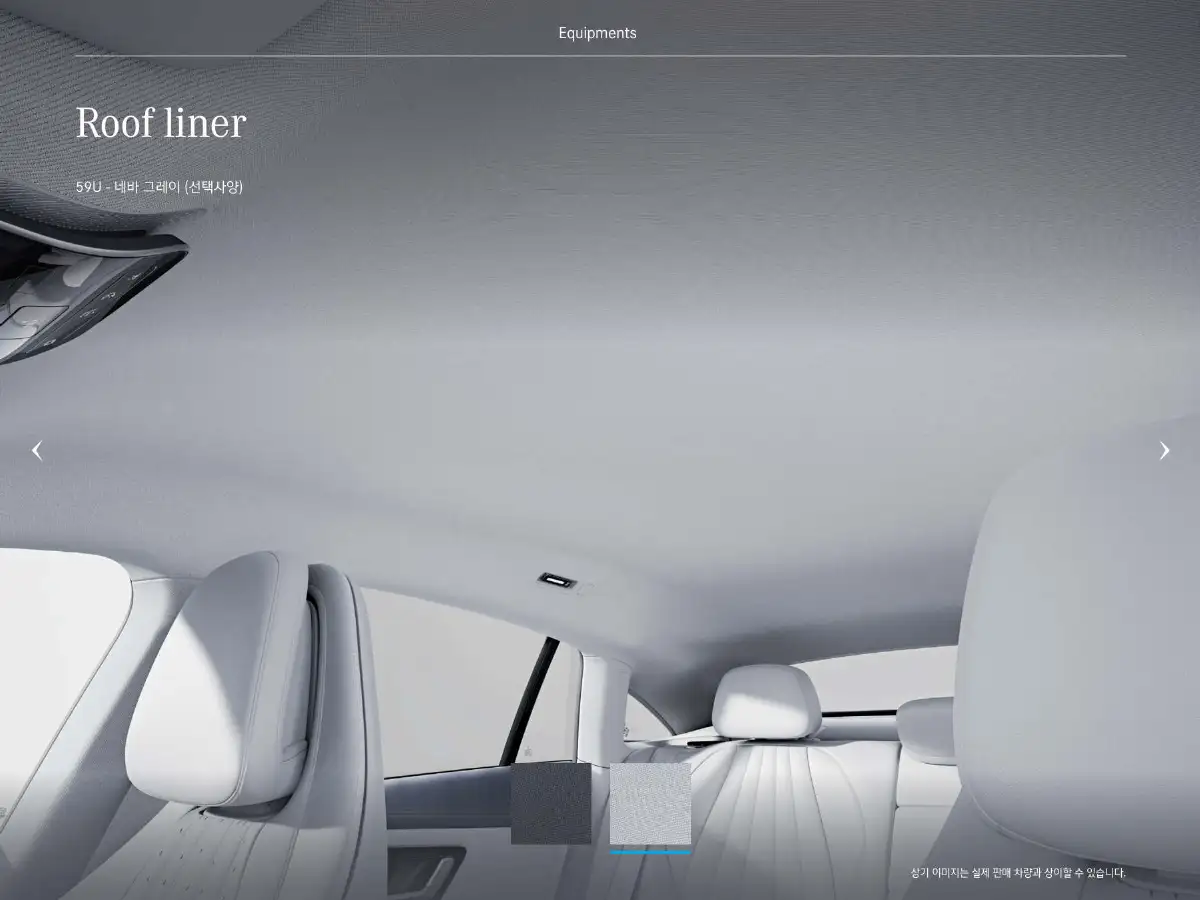 Equipments
Roof liner
59U - 네바 그레이 (선택사양)
상기 이미지는 실제 판매 차량과 상이할 수 있습니다.